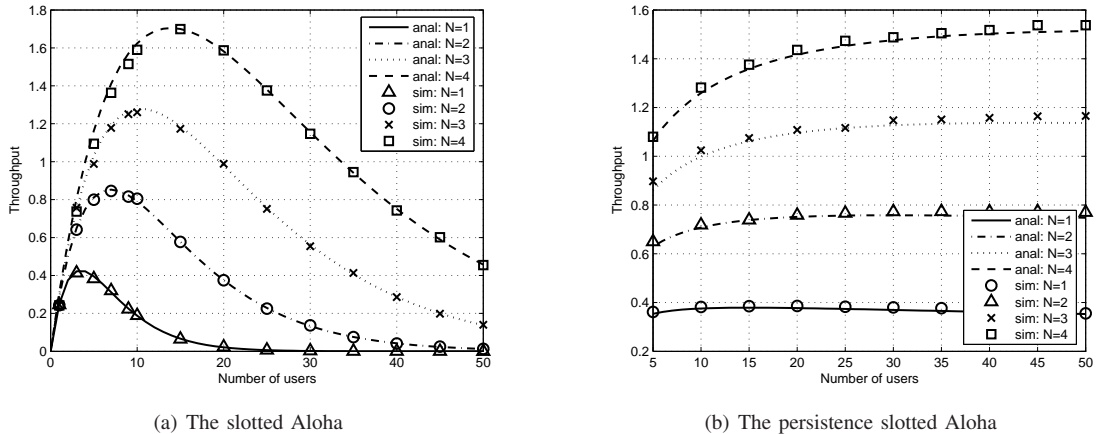 1.8
1.6
1.4
1.2
1
0.8
0.6
0.4
0.2
0
Throughput
0 10 20 30 40 50
Number of users
anal: N=1
anal: N=2
anal: N=3
anal: N=4
sim: N=1
sim: N=2
sim: N=3
sim: N=4
(a) The slotted Aloha
1.6
1.4
1.2
1
0.8
0.6
0.4
0.2
Throughput
5 10 15 20 25 30 35 40 45 50
Number of users
anal: N=1
anal: N=2
anal: N=3
anal: N=4
sim: N=1
sim: N=2
sim: N=3
sim: N=4
(b) The persistence slotted Aloha